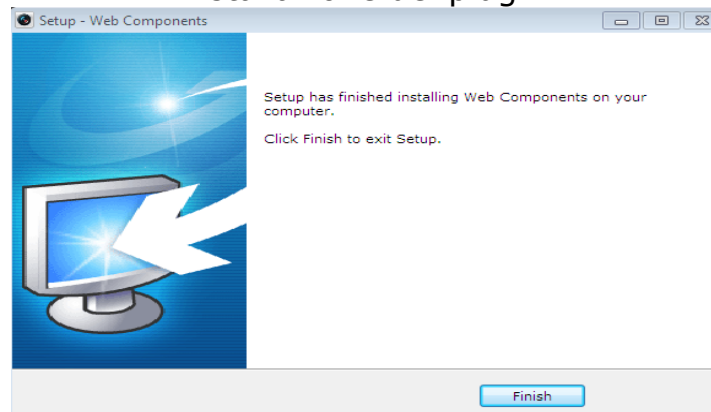 Setup - Web Components
Setup has finished installing Web Components on your
computer.
Click Finish to exit Setup.
Finish